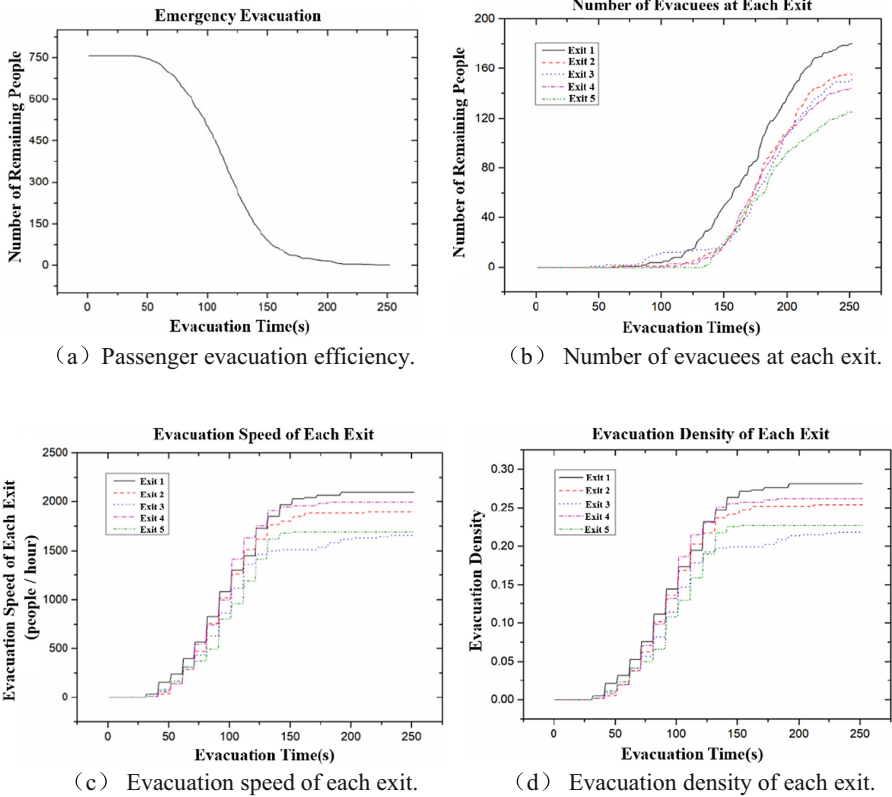 Emergency Evacuation
Number of Remaining People
750
600
450
300
150
0
0
50
100
150
200
250
Evacuation Time(s)
（a）Passenger evacuation efficiency.
Number of Evacuees at Each Exit
Number of Remaining People
200
160
120
80
40
0
Exit 1
Exit 2
Exit 3
Exit 4
Exit 5
0
50
100
150
200
250
Evacuation Time(s)
（b） Number of evacuees at each exit.
Evacuation Speed of Each Exit
Evacuation Speed of Each Exit
(people / hour)
2500
2000
1500
1000
500
0
Exit 1
Exit 2
Exit 3
Exit 4
Exit 5
0
50
100
150
200
250
Evacuation Time(s)
（c） Evacuation speed of each exit.
Evacuation Density of Each Exit
Evacuation Density
0.30
0.25
0.20
0.15
0.10
0.05
0.00
Exit 1
Exit 2
Exit 3
Exit 4
Exit 5
0
50
100
150
200
250
Evacuation Time(s)
（d） Evacuation density of each exit.